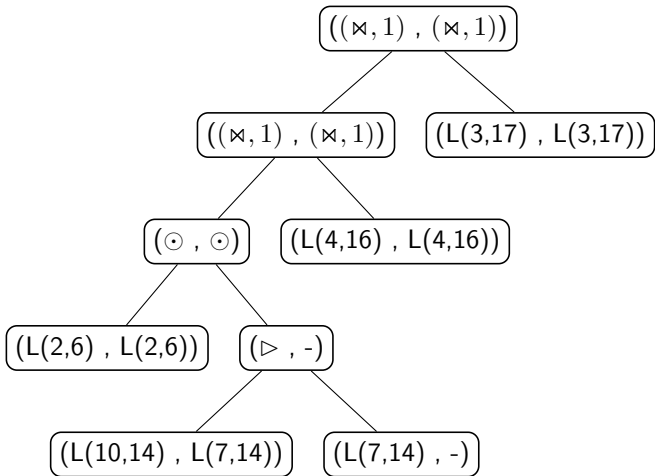 ((⋈, 1) , (⋈, 1))
((⋈, 1) , (⋈, 1))
(L(3,17) , L(3,17))
(⊙ , ⊙)
(L(4,16) , L(4,16))
(L(2,6) , L(2,6))
(▷ , -)
(L(10,14) , L(7,14))
(L(7,14) , -)